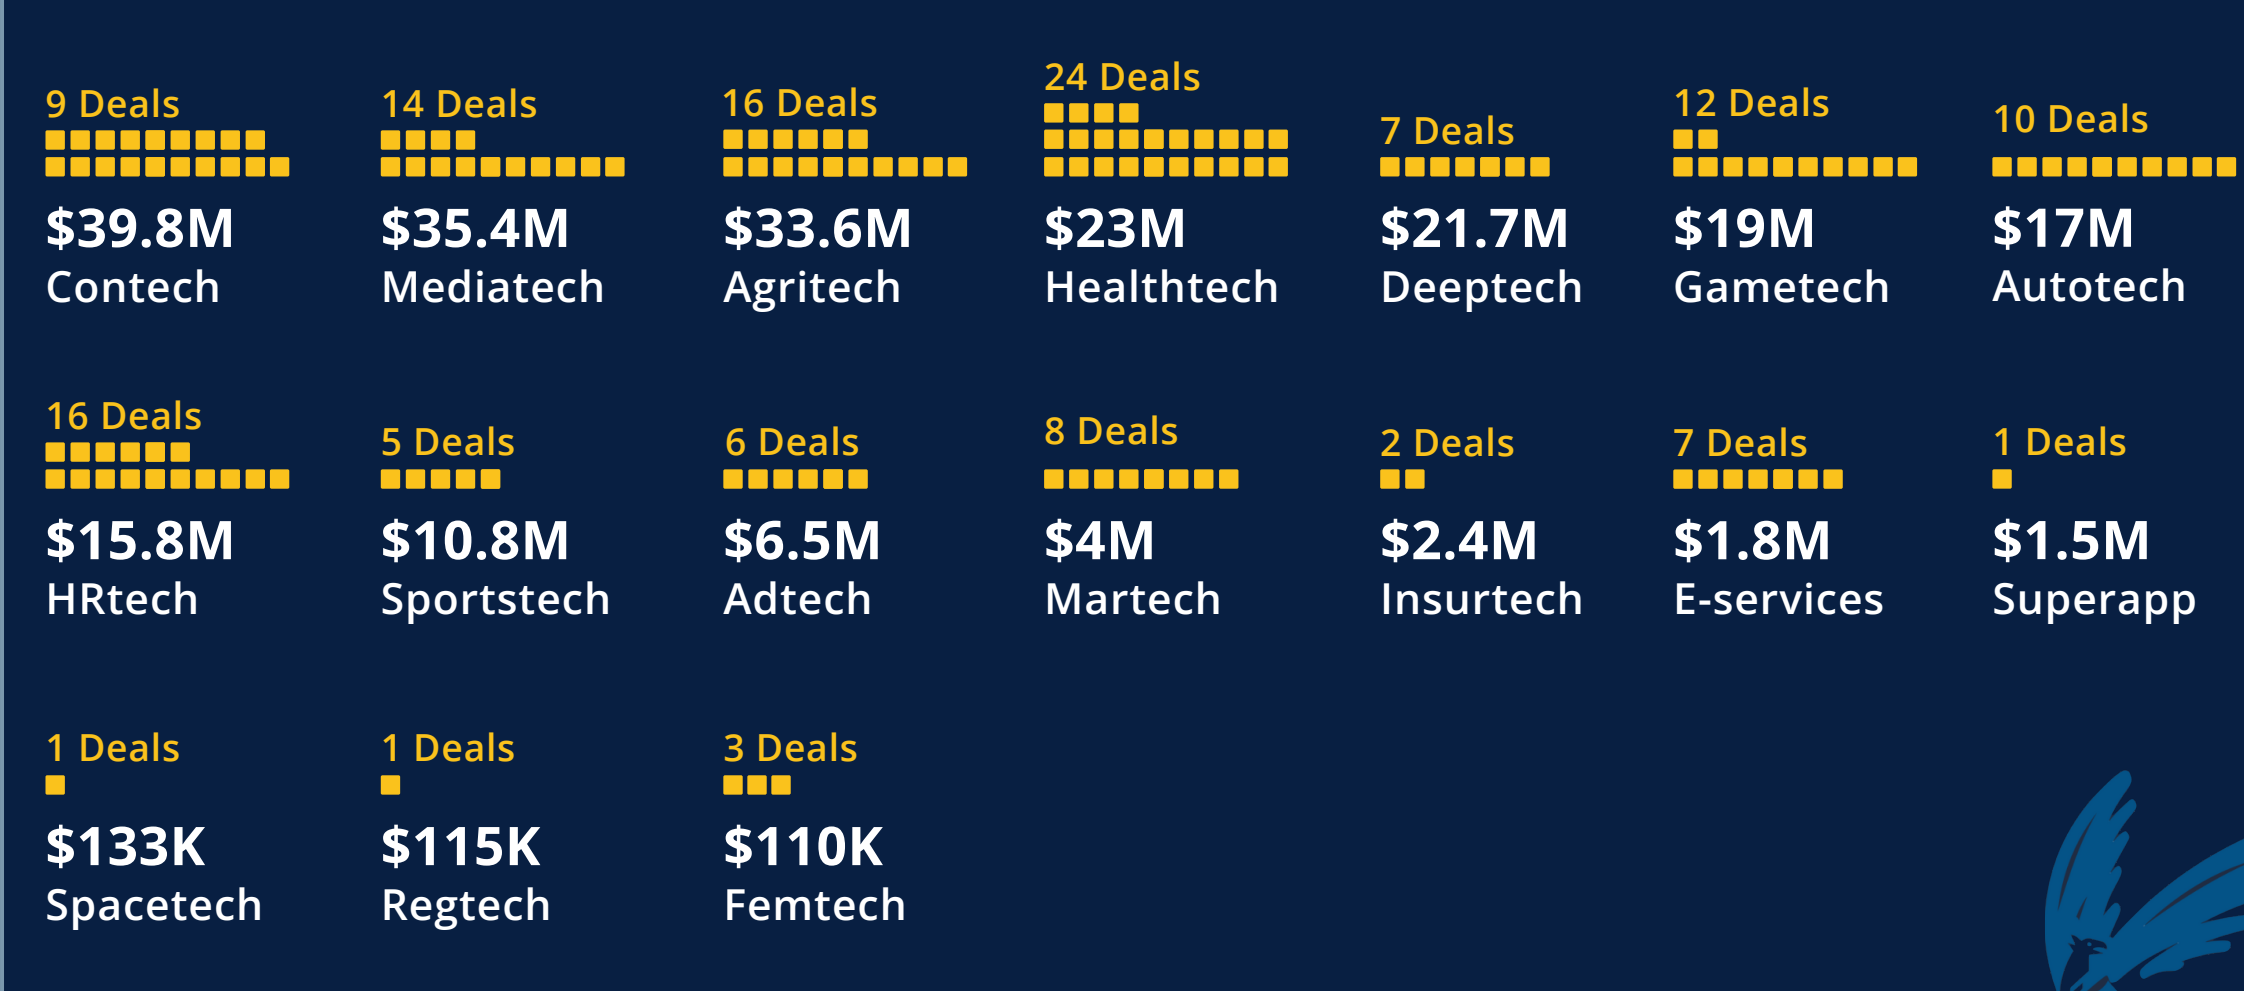 9 Deals
$39.8M
Contech
14 Deals
$35.4M
Mediatech
16 Deals
$33.6M
Agritech
24 Deals
$23M
Healthtech
7 Deals
$21.7M
Deeptech
12 Deals
$19M
Gametech
10 Deals
$17M
Autotech
16 Deals
$15.8M
HRtech
5 Deals
$10.8M
Sportstech
6 Deals
$6.5M
Adtech
8 Deals
$4M
Martech
2 Deals
$2.4M
Insurtech
7 Deals
$1.8M
E-services
1 Deals
$1.5M
Superapp
1 Deals
$133K
Spacetech
1 Deals
$115K
Regtech
3 Deals
$110K
Femtech